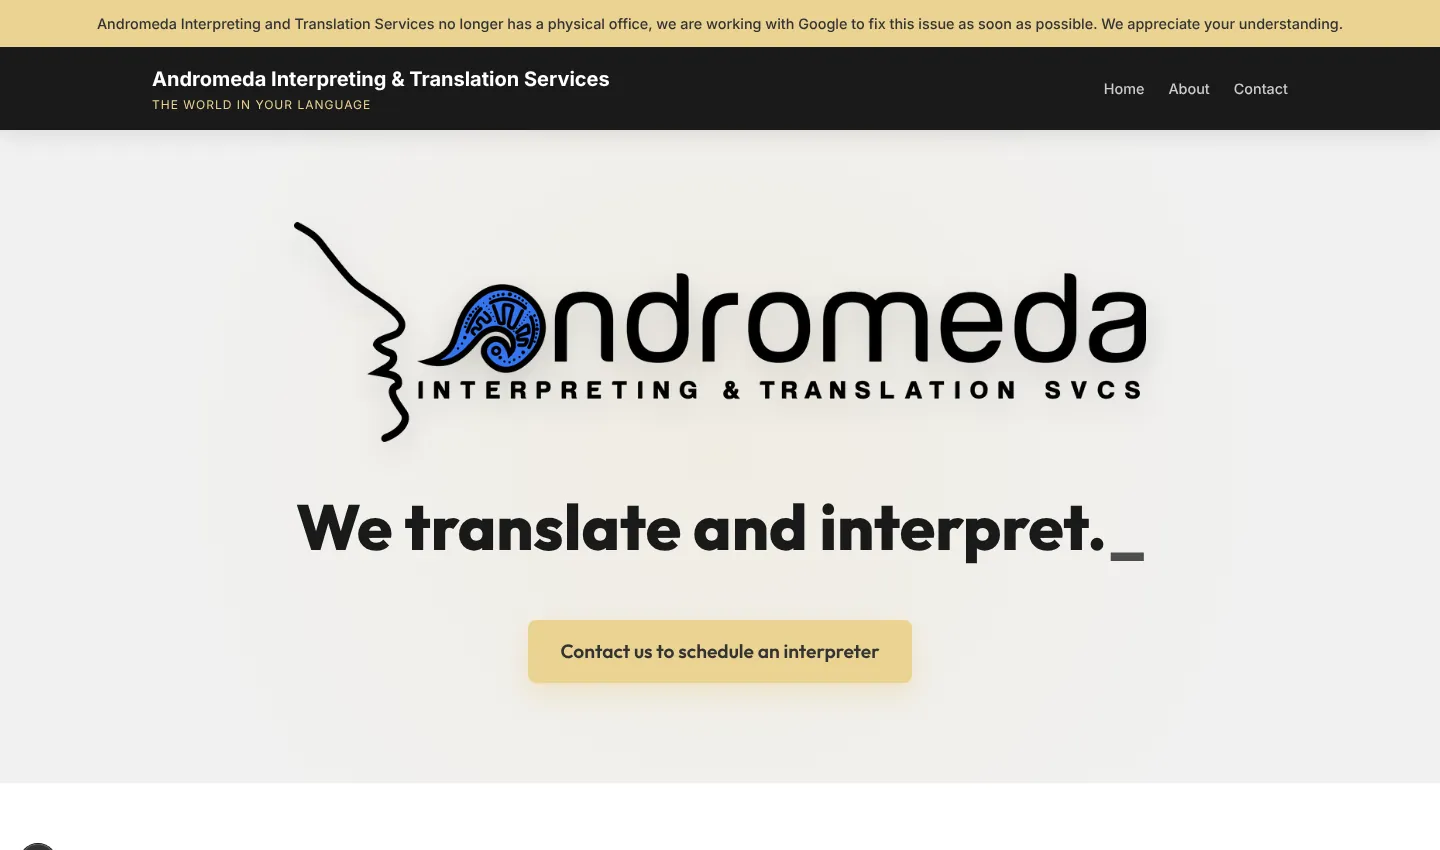 Andromeda Interpreting and Translation Services no longer has a physical office, we are working with Google to fix this issue as soon as possible. We appreciate your understanding.
Andromeda Interpreting & Translation Services
THE WORLD IN YOUR LANGUAGE
Home About Contact
andromeda
INTERPRETING & TRANSLATION SVCS
We translate and interpret._
Contact us to schedule an interpreter